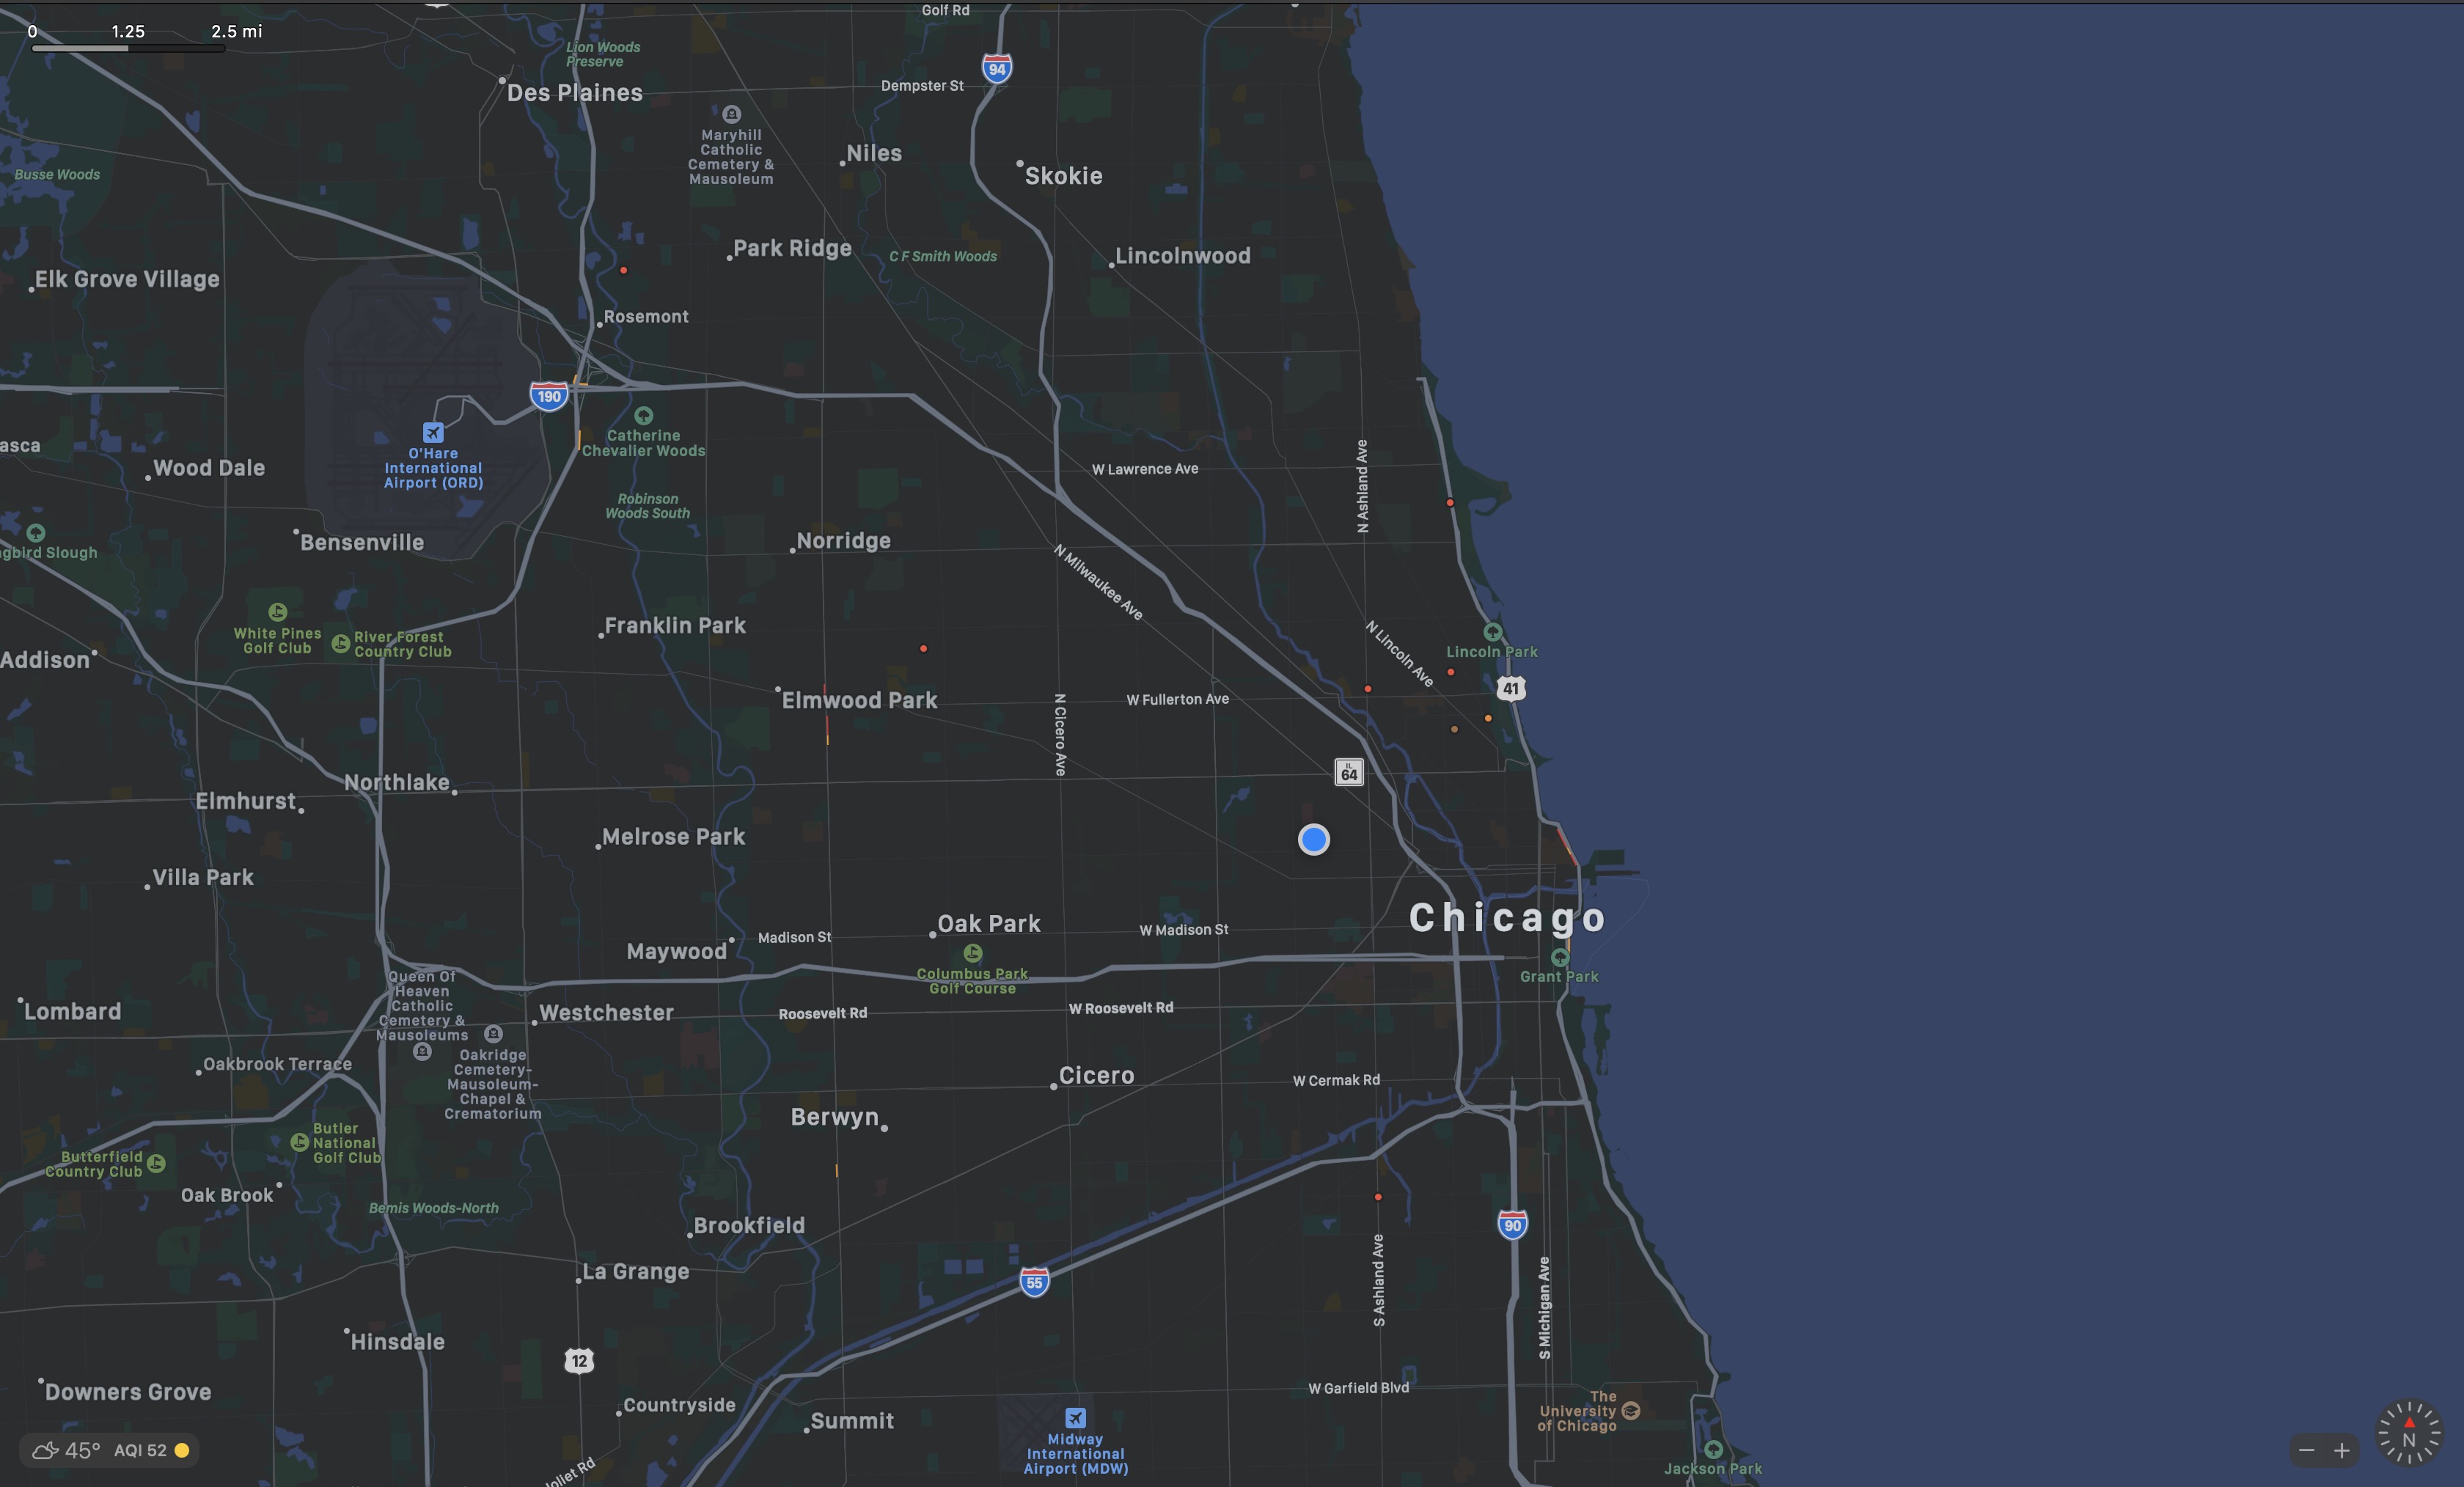 0 1.25 2.5 mi
Golf Rd
Lion Woods
Preserve
94
Des Plaines
Dempster St
Maryhill
Catholic
Cemetery &
Mausoleum
Niles
Skokie
Busse Woods
Park Ridge
C F Smith Woods
Lincolnwood
Elk Grove Village
Rosemont
190
O'Hare
International
Airport (ORD)
Catherine
Chevalier Woods
asca
Wood Dale
W Lawrence Ave
N Ashland Ave
Robinson
Woods South
gbird Slough
Bensenville
Norridge
N Milwaukee Ave
White Pines
Golf Club
River Forest
Country Club
Franklin Park
N Lincoln Ave
Lincoln Park
Addison
41
Elmwood Park
N Cicero Ave
W Fullerton Ave
IL
64
Northlake
Elmhurst
Melrose Park
Villa Park
Chicago
Oak Park
Madison St
W Madison St
Maywood
Columbus Park
Golf Course
Grant Park
Queen Of
Heaven
Catholic
Cemetery &
Mausoleums
Lombard
Westchester
Roosevelt Rd
W Roosevelt Rd
Oakbrook Terrace
Oakridge
Cemetery-
Mausoleum-
Chapel &
Crematorium
Cicero
W Cermak Rd
Berwyn
Butler
National
Golf Club
Butterfield
Country Club
Oak Brook
Bemis Woods-North
Brookfield
90
La Grange
55
S Ashland Ave
S Michigan Ave
Hinsdale
12
Downers Grove
Countryside
W Garfield Blvd
The
University
of Chicago
Summit
Midway
International
Airport (MDW)
Jackson Park
45° AQI 52
Jollet Rd
N